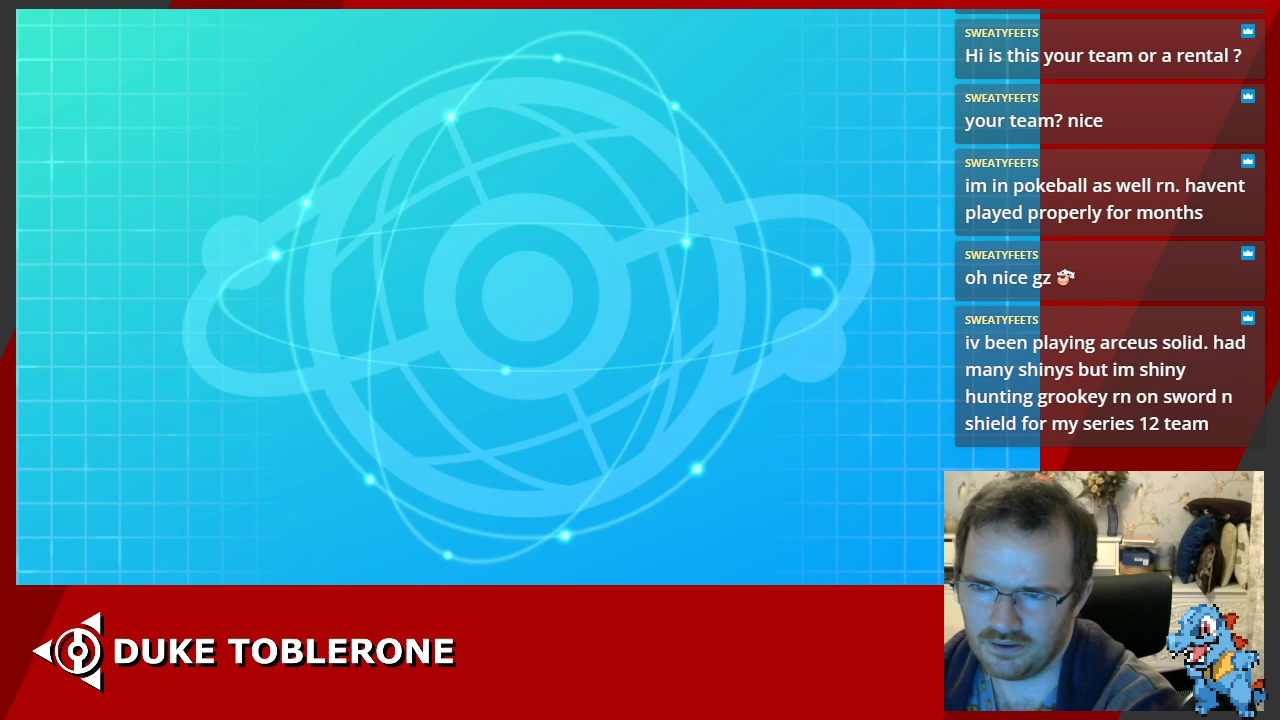 SWEATYFEETS
Hi is this your team or a rental ?
SWEATYFEETS
your team? nice
SWEATYFEETS
im in pokeball as well rn. havent
played properly for months
SWEATYFEETS
oh nice gz
SWEATYFEETS
iv been playing arceus solid. had
many shinys but im shiny
hunting grookey rn on sword n
shield for my series 12 team
DUKE TOBLERONE